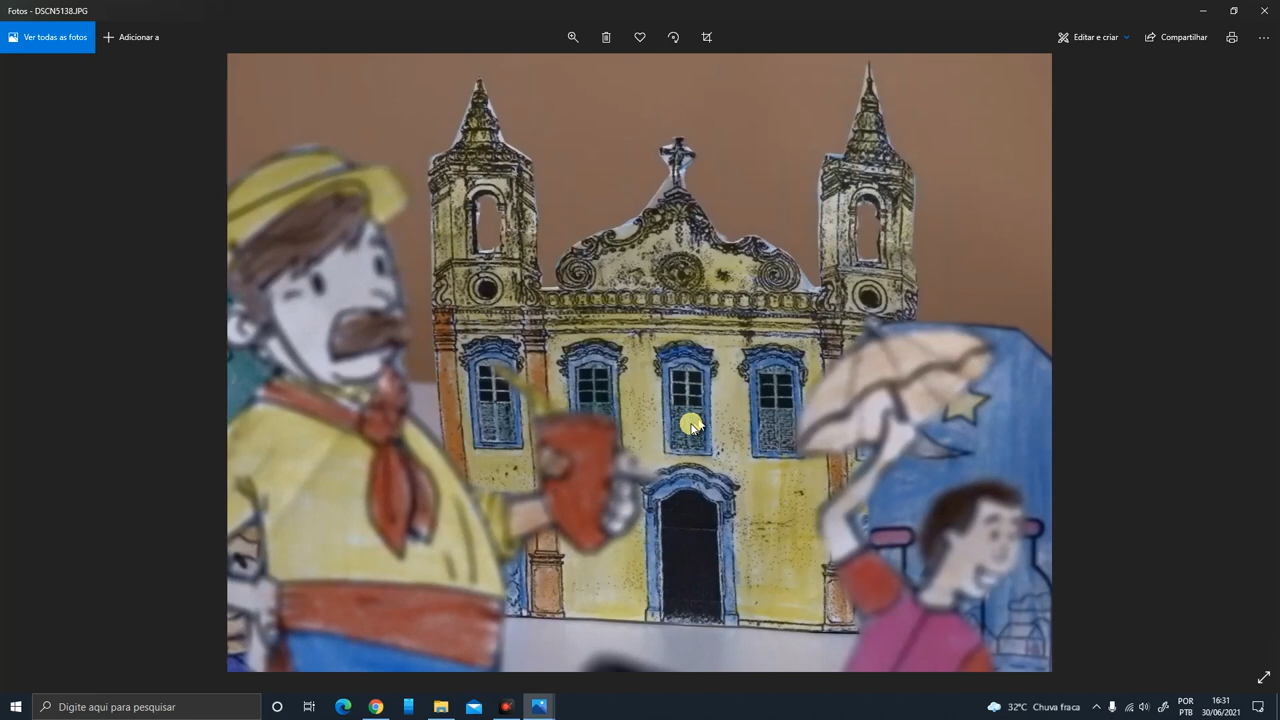 Fotos - DSCN5138.JPG
Ver todas as fotos
Adicionar a
Editar e criar
Compartilhar
Digite aqui para pesquisar
32°C Chuva fraca
POR
PTB
16:31
30/06/2021